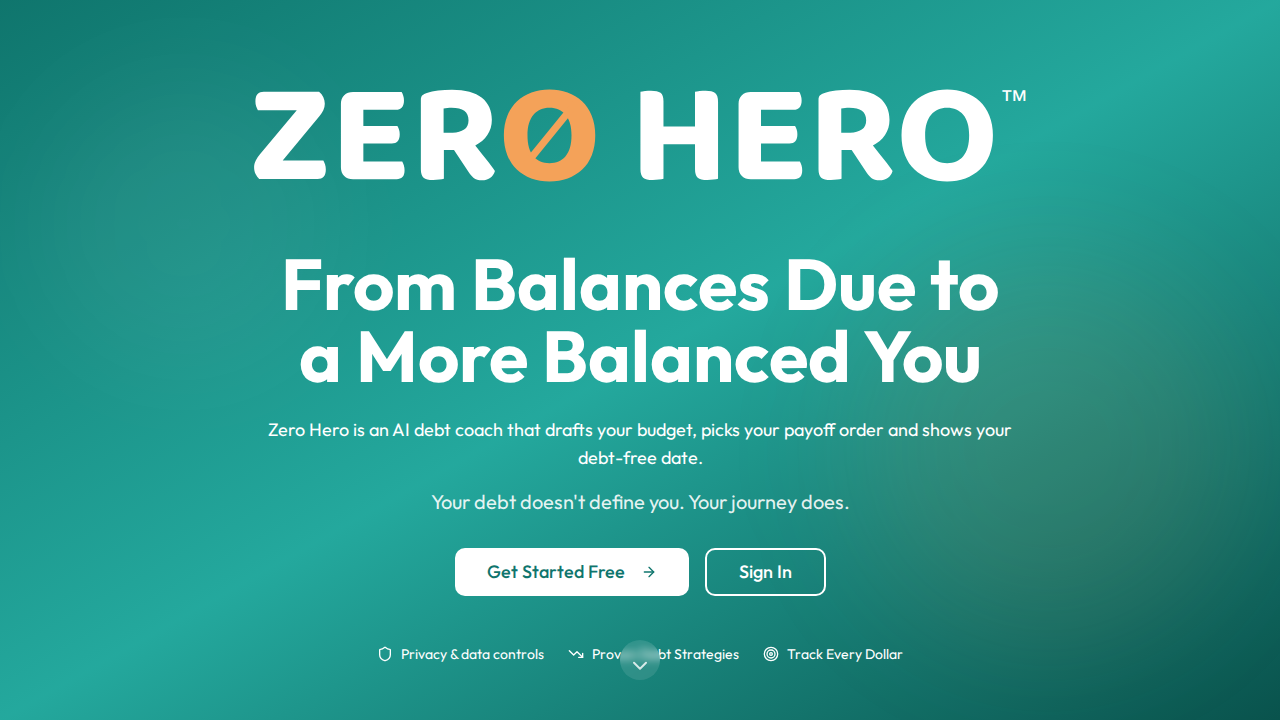 ZERØ HERO™
From Balances Due to
a More Balanced You
Zero Hero is an AI debt coach that drafts your budget, picks your payoff order and shows your
debt-free date.
Your debt doesn't define you. Your journey does.
Get Started Free
Sign In
Privacy & data controls
Strategies
Track Every Dollar